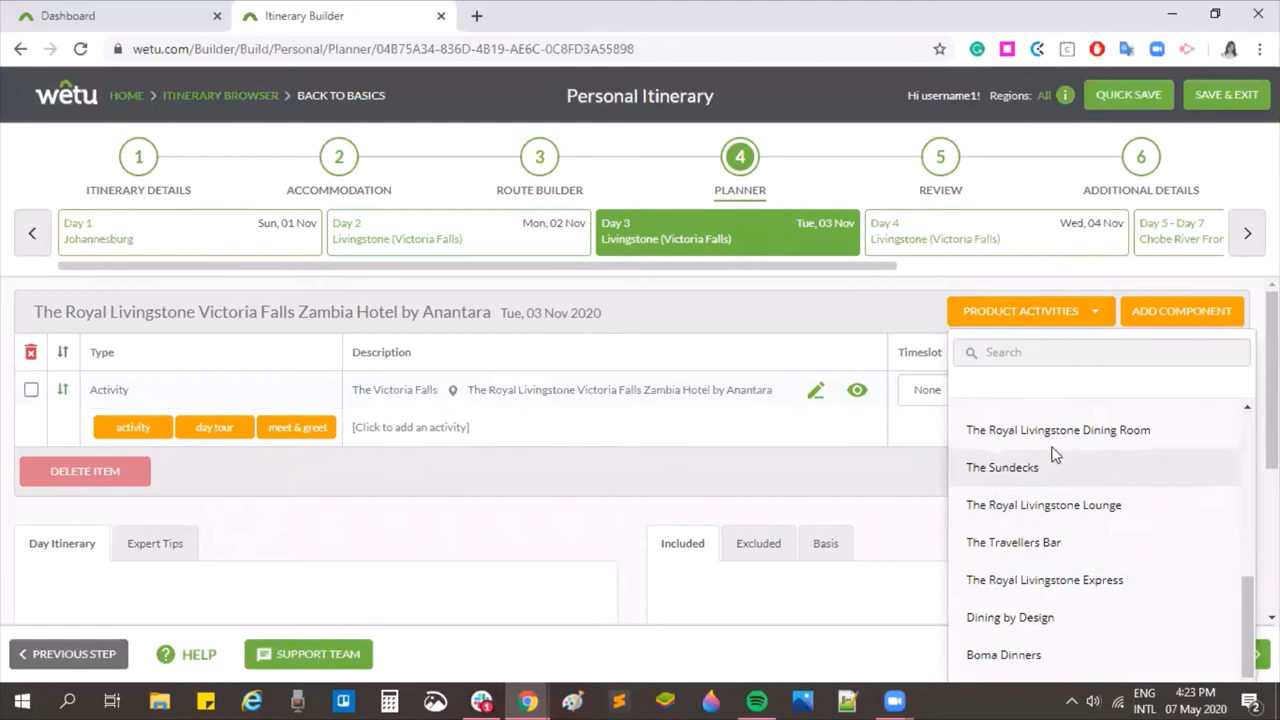 Dashboard
Itinerary Builder
wetu.com/Builder/Build/Personal/Planner/04B75A34-836D-4B19-AE6C-0C8FD3A55898
wetu
HOME > ITINERARY BROWSER > BACK TO BASICS
Personal Itinerary
Hi username1! Regions: All i
QUICK SAVE
SAVE & EXIT
1 2 3 4 5 6
ITINERARY DETAILS
ACCOMMODATION
ROUTE BUILDER
PLANNER
REVIEW
ADDITIONAL DETAILS
Day 1 Sun, 01 Nov
Johannesburg
Day 2 Mon, 02 Nov
Livingstone (Victoria Falls)
Day 3 Tue, 03 Nov
Livingstone (Victoria Falls)
Day 4 Wed, 04 Nov
Livingstone (Victoria Falls)
Day 5 - Day 7
Chobe River Fron
The Royal Livingstone Victoria Falls Zambia Hotel by Anantara Tue, 03 Nov 2020
PRODUCT ACTIVITIES
ADD COMPONENT
Type
Description
Timeslot
Search
Activity
The Victoria Falls The Royal Livingstone Victoria Falls Zambia Hotel by Anantara
None
activity
day tour
meet & greet
[Click to add an activity]
The Royal Livingstone Dining Room
The Sundecks
The Royal Livingstone Lounge
The Travellers Bar
The Royal Livingstone Express
Dining by Design
Boma Dinners
DELETE ITEM
Day Itinerary
Expert Tips
Included
Excluded
Basis
PREVIOUS STEP
HELP
SUPPORT TEAM
ENG
INTL
4:23 PM
07 May 2020